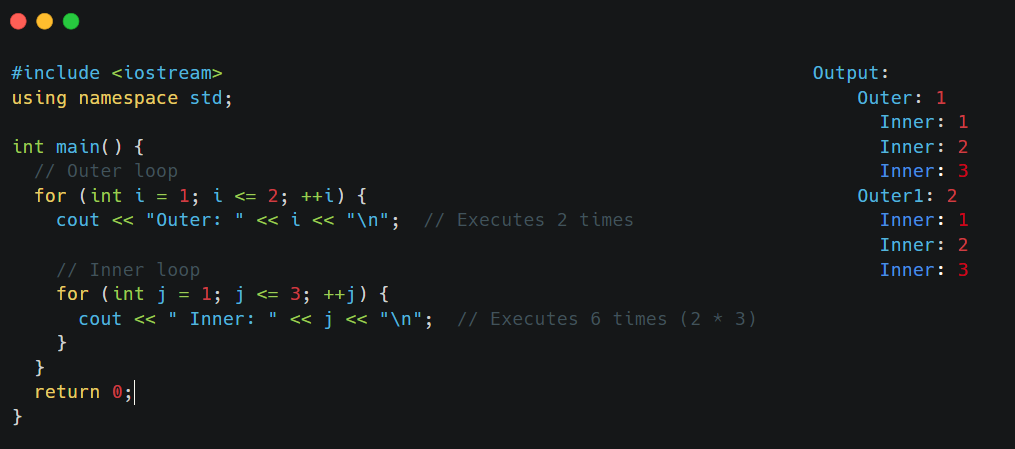 #include <iostream>
using namespace std;
int main() {
// Outer loop
for (int i = 1; i <= 2; ++i) {
cout << "Outer: " << i << "\n";  // Executes 2 times
// Inner loop
for (int j = 1; j <= 3; ++j) {
cout << " Inner: " << j << "\n";  // Executes 6 times (2 * 3)
}
}
return 0;
}
Output:
Outer: 1
Inner: 1
Inner: 2
Inner: 3
Outer1: 2
Inner: 1
Inner: 2
Inner: 3